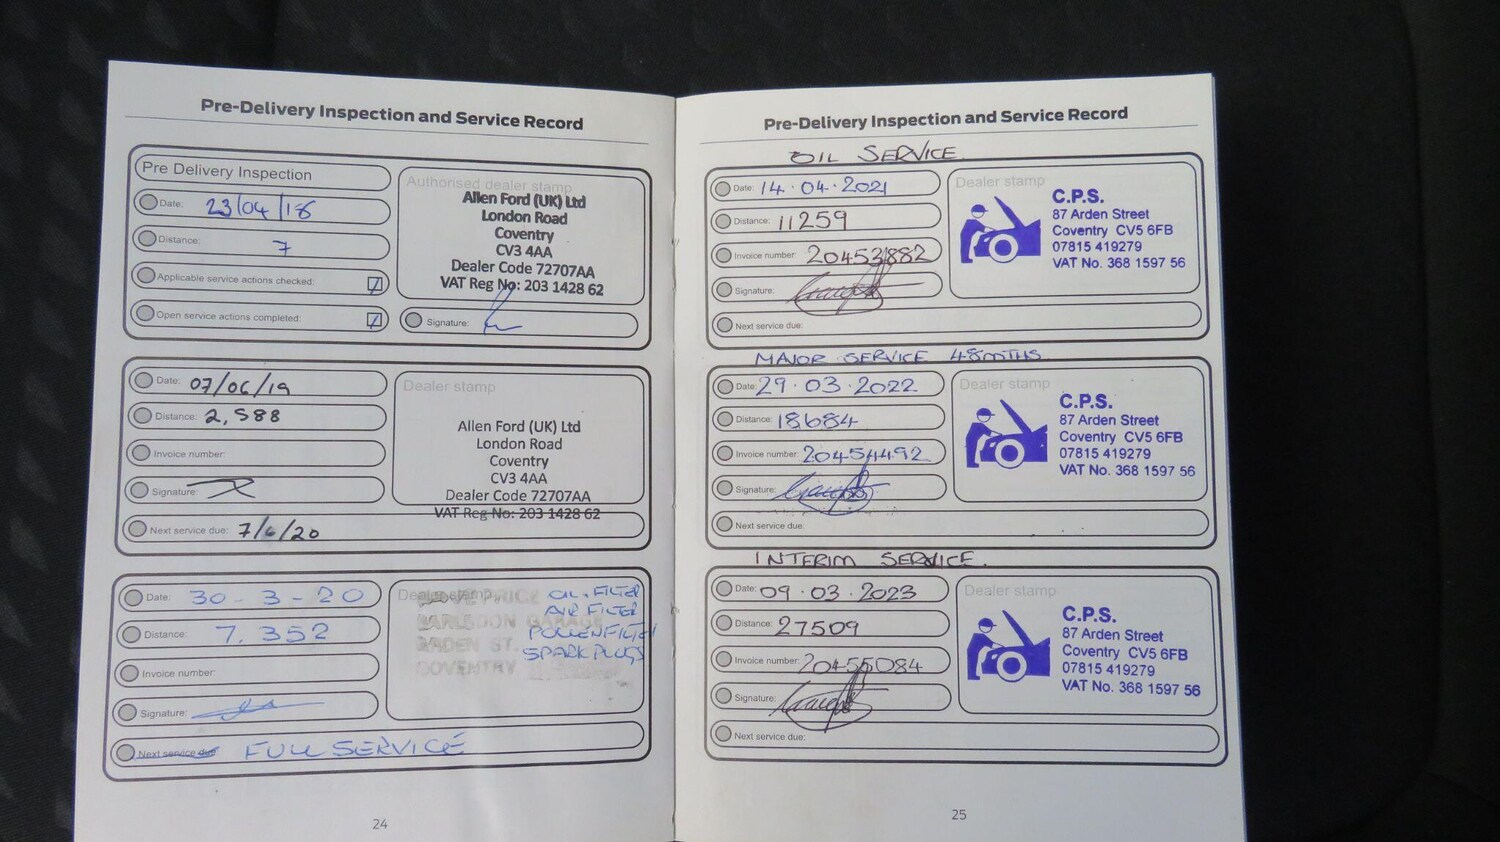 Pre-Delivery Inspection and Service Record
Pre Delivery Inspection
Date: 23/04/18
Distance: 7
Applicable service actions checked:
Open service actions completed:
Authorised dealer stamp
Allen Ford (UK) Ltd
London Road
Coventry
CV3 4AA
Dealer Code 72707AA
VAT Reg No: 203 1428 62
Signature:
Date: 07/06/19
Distance: 2,588
Invoice number:
Signature:
Next service due: 7/6/20
Dealer stamp
Allen Ford (UK) Ltd
London Road
Coventry
CV3 4AA
Dealer Code 72707AA
VAT Reg No: 203 1428 62
Date: 30-3-20
Distance: 7.352
Invoice number:
Signature:
Next service due: FULL SERVICE
Dealer stamp
EARLSDON GARAGE
ARDEN ST.
COVENTRY
OIL.FILTER
AIR FILTER
POLLEN FILTER
SPARK PLUGS
24
Pre-Delivery Inspection and Service Record
OIL SERVICE.
Date: 14.04.2021
Distance: 11259
Invoice number: 20453882
Signature:
Next service due:
Dealer stamp
C.P.S.
87 Arden Street
Coventry CV5 6FB
07815 419279
VAT No. 368 1597 56
MAJOR SERVICE 48mTHS
Date: 29.03.2022
Distance: 18684
Invoice number: 20454492
Signature:
Next service due:
Dealer stamp
C.P.S.
87 Arden Street
Coventry CV5 6FB
07815 419279
VAT No. 368 1597 56
INTERIM SERVICE.
Date: 09.03.2023
Distance: 27509
Invoice number: 20455084
Signature:
Next service due:
Dealer stamp
C.P.S.
87 Arden Street
Coventry CV5 6FB
07815 419279
VAT No. 368 1597 56
25